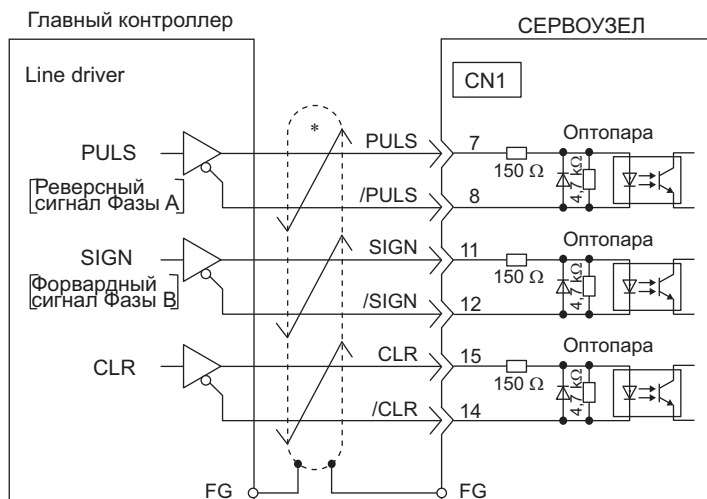 Главный контроллер
СЕРВОУЗЕЛ
Line driver
CN1
*
PULS
PULS
7
150 Ω
Оптопара
4,7 kΩ
[Реверсный
сигнал Фазы А]
/PULS
8
SIGN
SIGN
11
150 Ω
Оптопара
4,7 kΩ
[Форвардный
сигнал Фазы В]
/SIGN
12
CLR
CLR
15
150 Ω
Оптопара
4,7 kΩ
/CLR
14
FG
FG